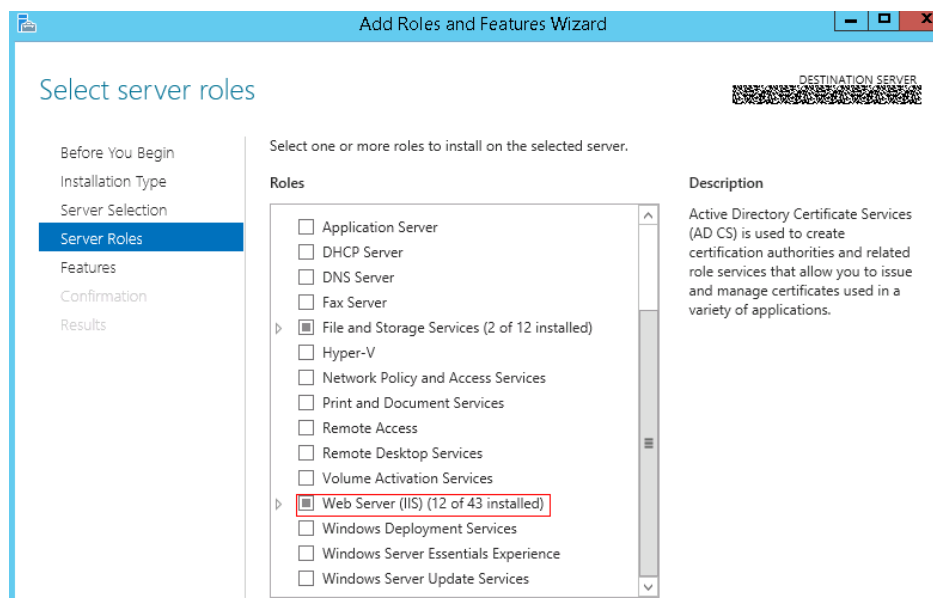 Add Roles and Features Wizard
Select server roles
DESTINATION SERVER
Before You Begin
Installation Type
Server Selection
Server Roles
Features
Confirmation
Results
Select one or more roles to install on the selected server.
Roles
Application Server
DHCP Server
DNS Server
Fax Server
File and Storage Services (2 of 12 installed)
Hyper-V
Network Policy and Access Services
Print and Document Services
Remote Access
Remote Desktop Services
Volume Activation Services
Web Server (IIS) (12 of 43 installed)
Windows Deployment Services
Windows Server Essentials Experience
Windows Server Update Services
Description
Active Directory Certificate Services
(AD CS) is used to create
certification authorities and related
role services that allow you to issue
and manage certificates used in a
variety of applications.